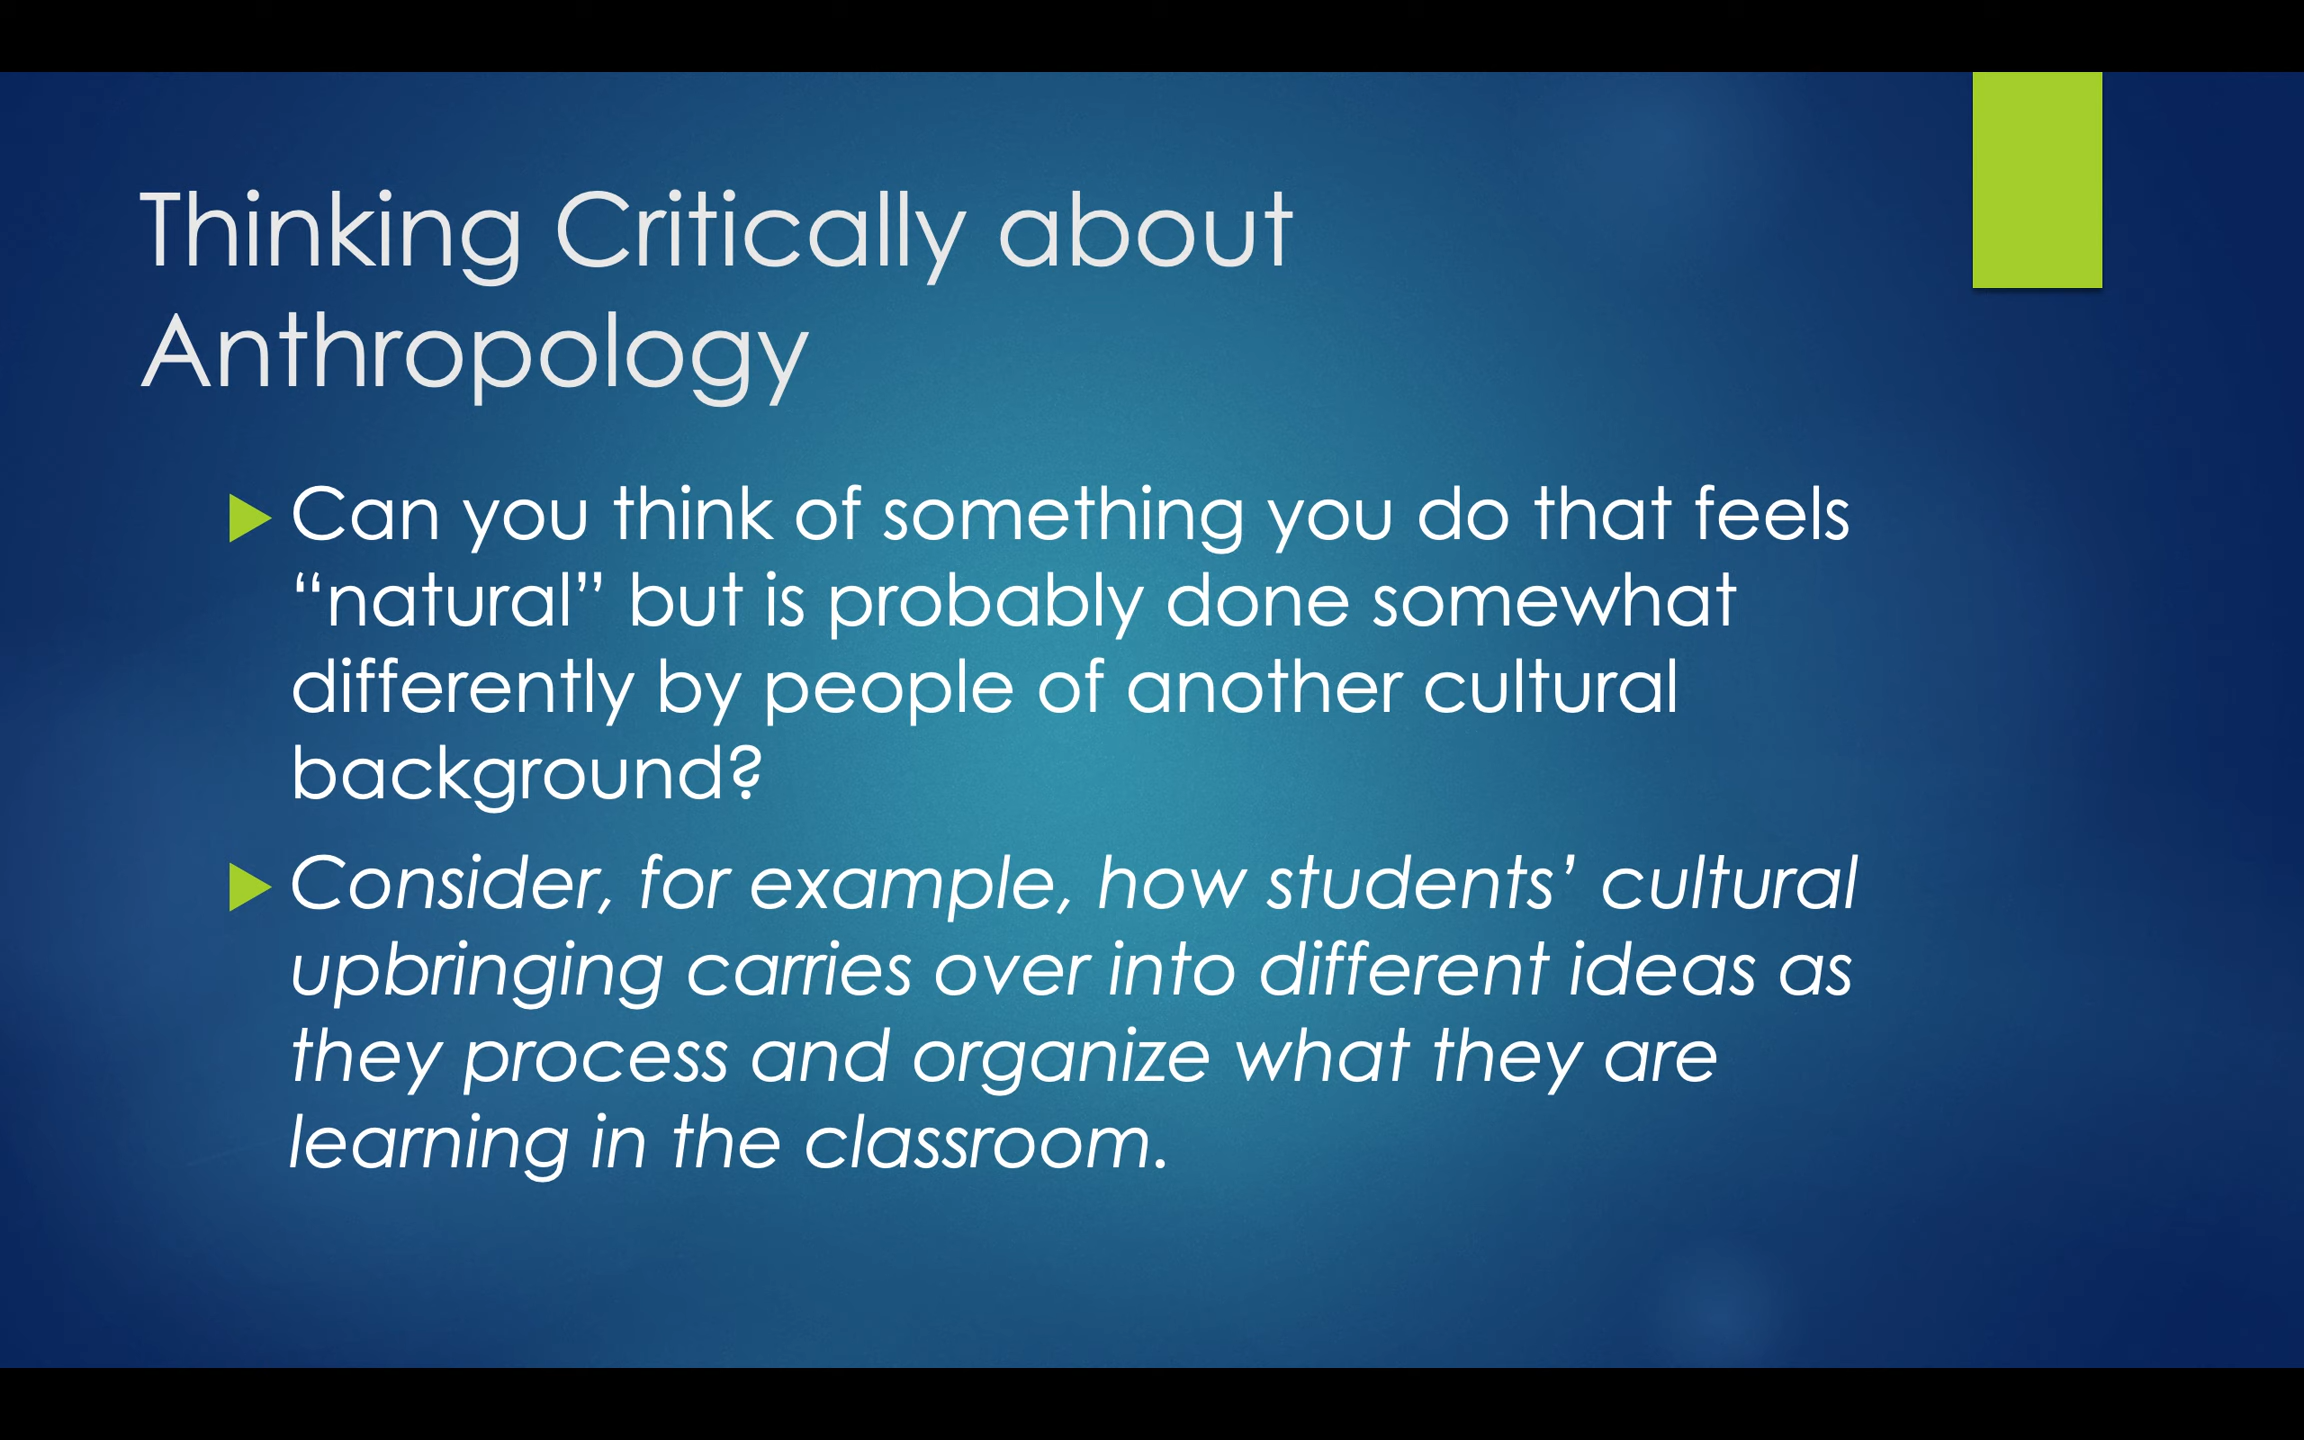 Thinking Critically about
Anthropology
Can you think of something you do that feels
“natural” but is probably done somewhat
differently by people of another cultural
background?
Consider, for example, how students’ cultural
upbringing carries over into different ideas as
they process and organize what they are
learning in the classroom.